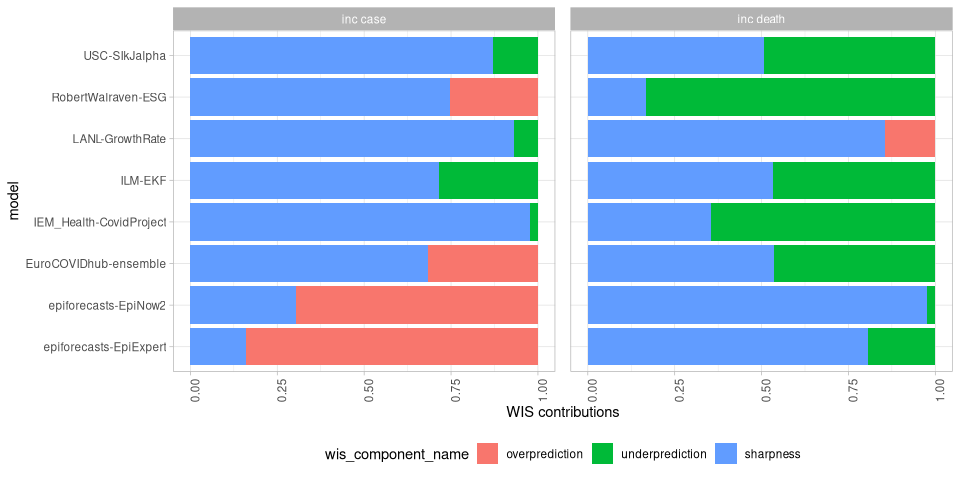 inc case
inc death
model
USC-SIkJalpha
RobertWalraven-ESG
LANL-GrowthRate
ILM-EKF
IEM_Health-CovidProject
EuroCOVIDhub-ensemble
epiforecasts-EpiNow2
epiforecasts-EpiExpert
0.00 0.25 0.50 0.75 1.00
0.00 0.25 0.50 0.75 1.00
WIS contributions
wis_component_name overprediction underprediction sharpness